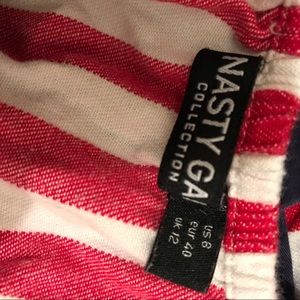 NASTY GA
COLLECTION
US 8
eur 40
UK 12